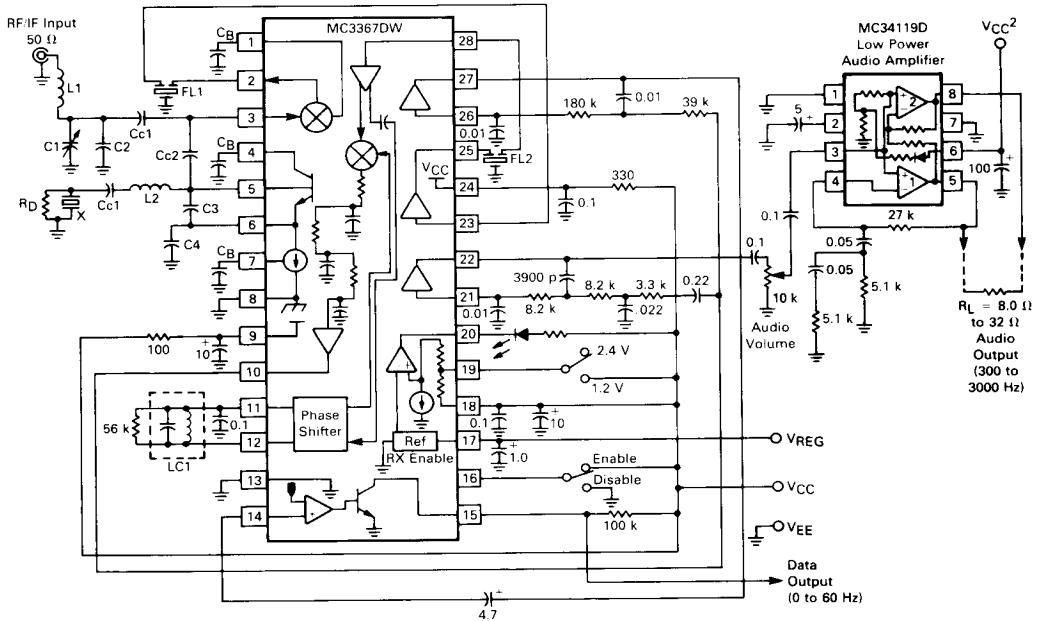 RF/IF Input
50 Ω
L1
C1
C2
Cc1
FL1
Cc2
RD
X
Cc1
L2
C3
C4
CB
CB
CB
MC3367DW
1
2
3
4
5
6
7
8
9
10
11
12
13
14
28
27
26
25
24
23
22
21
20
19
18
17
16
15
100
10
+
56 k
0.1
LC1
Phase
Shifter
Ref
RX Enable
+
+
VCC
0.01
180 k
0.01
39 k
FL2
330
0.1
3900 p
0.01
8.2 k
8.2 k
3.3 k
.022
0.22
2.4 V
1.2 V
0.1
+
10
+
1.0
Enable
Disable
100 k
VREG
VCC
VEE
Data
Output
(0 to 60 Hz)
4.7
+
0.1
10 k
Audio
Volume
MC34119D
Low Power
Audio Amplifier
VCC2
1
2
3
4
8
7
6
5
5
+
+
2
-
-
1
+
100
+
0.1
27 k
0.05
0.05
5.1 k
5.1 k
RL = 8.0 Ω
to 32 Ω
Audio
Output
(300 to
3000 Hz)